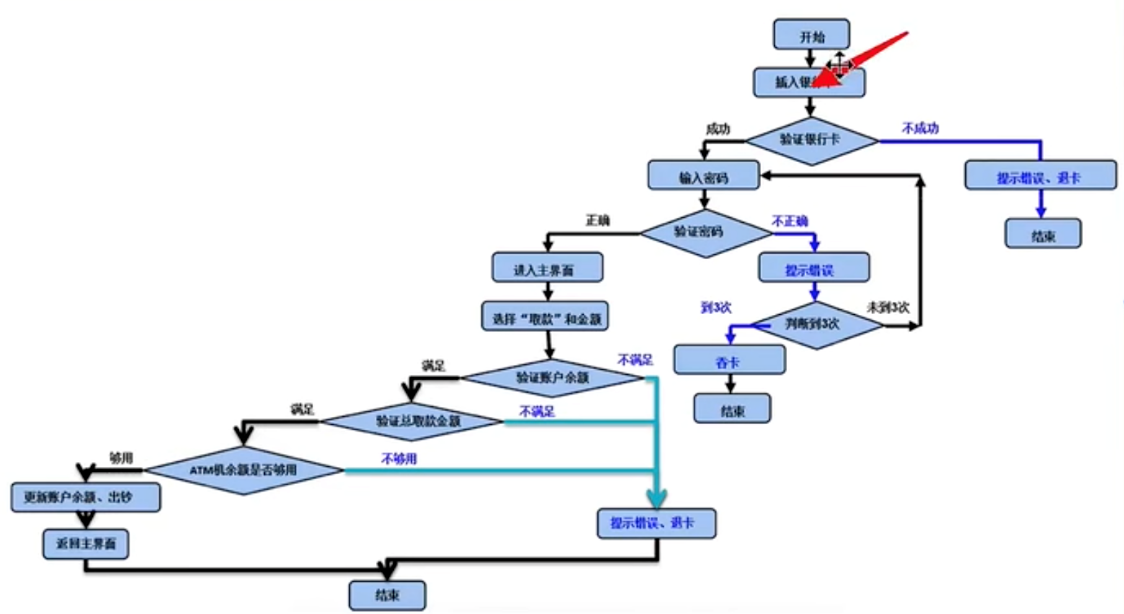 开始
插入银行
成功
验证银行卡
不成功
输入密码
提示错误、退卡
正确
验证密码
不正确
结束
进入主界面
提示错误
选择“取款”和金额
到3次
判断到3次
未到3次
满足
验证账户余额
不满足
吞卡
满足
验证总取款金额
不满足
结束
够用
ATM机余额是否够用
不够用
更新账户余额、出钞
提示错误、退卡
返回主界面
结束